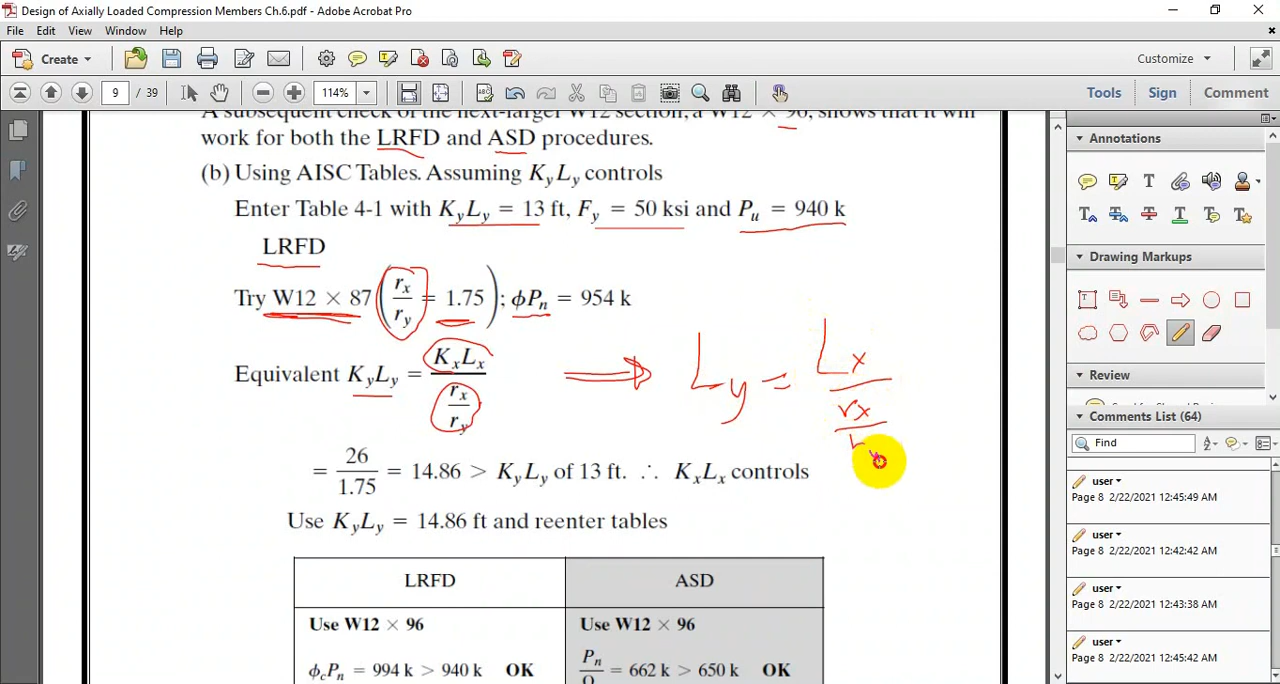 Design of Axially Loaded Compression Members Ch.6.pdf - Adobe Acrobat Pro
File Edit View Window Help
Create Customize
9 / 39 114% Tools Sign Comment
A subsequent check of the next-larger W12 section, a W12 × 96, shows that it will
work for both the LRFD and ASD procedures.
(b) Using AISC Tables. Assuming KyLy controls
Enter Table 4-1 with KyLy = 13 ft, Fy = 50 ksi and Pu = 940 k
LRFD
Try W12 × 87 (rx/ry = 1.75); ϕPn = 954 k
Equivalent KyLy = KxLx / (rx/ry) ⟹ Ly = Lx / (rx/
= 26/1.75 = 14.86 > KyLy of 13 ft. ∴ KxLx controls
Use KyLy = 14.86 ft and reenter tables
LRFD ASD
Use W12 × 96 Use W12 × 96
ϕcPn = 994 k > 940 k OK Pn/Ω = 662 k > 650 k OK
Annotations
T
T T T T T
Drawing Markups
T
Review
Comments List (64)
Find
user
Page 8 2/22/2021 12:45:49 AM
user
Page 8 2/22/2021 12:42:42 AM
user
Page 8 2/22/2021 12:43:38 AM
user
Page 8 2/22/2021 12:45:42 AM